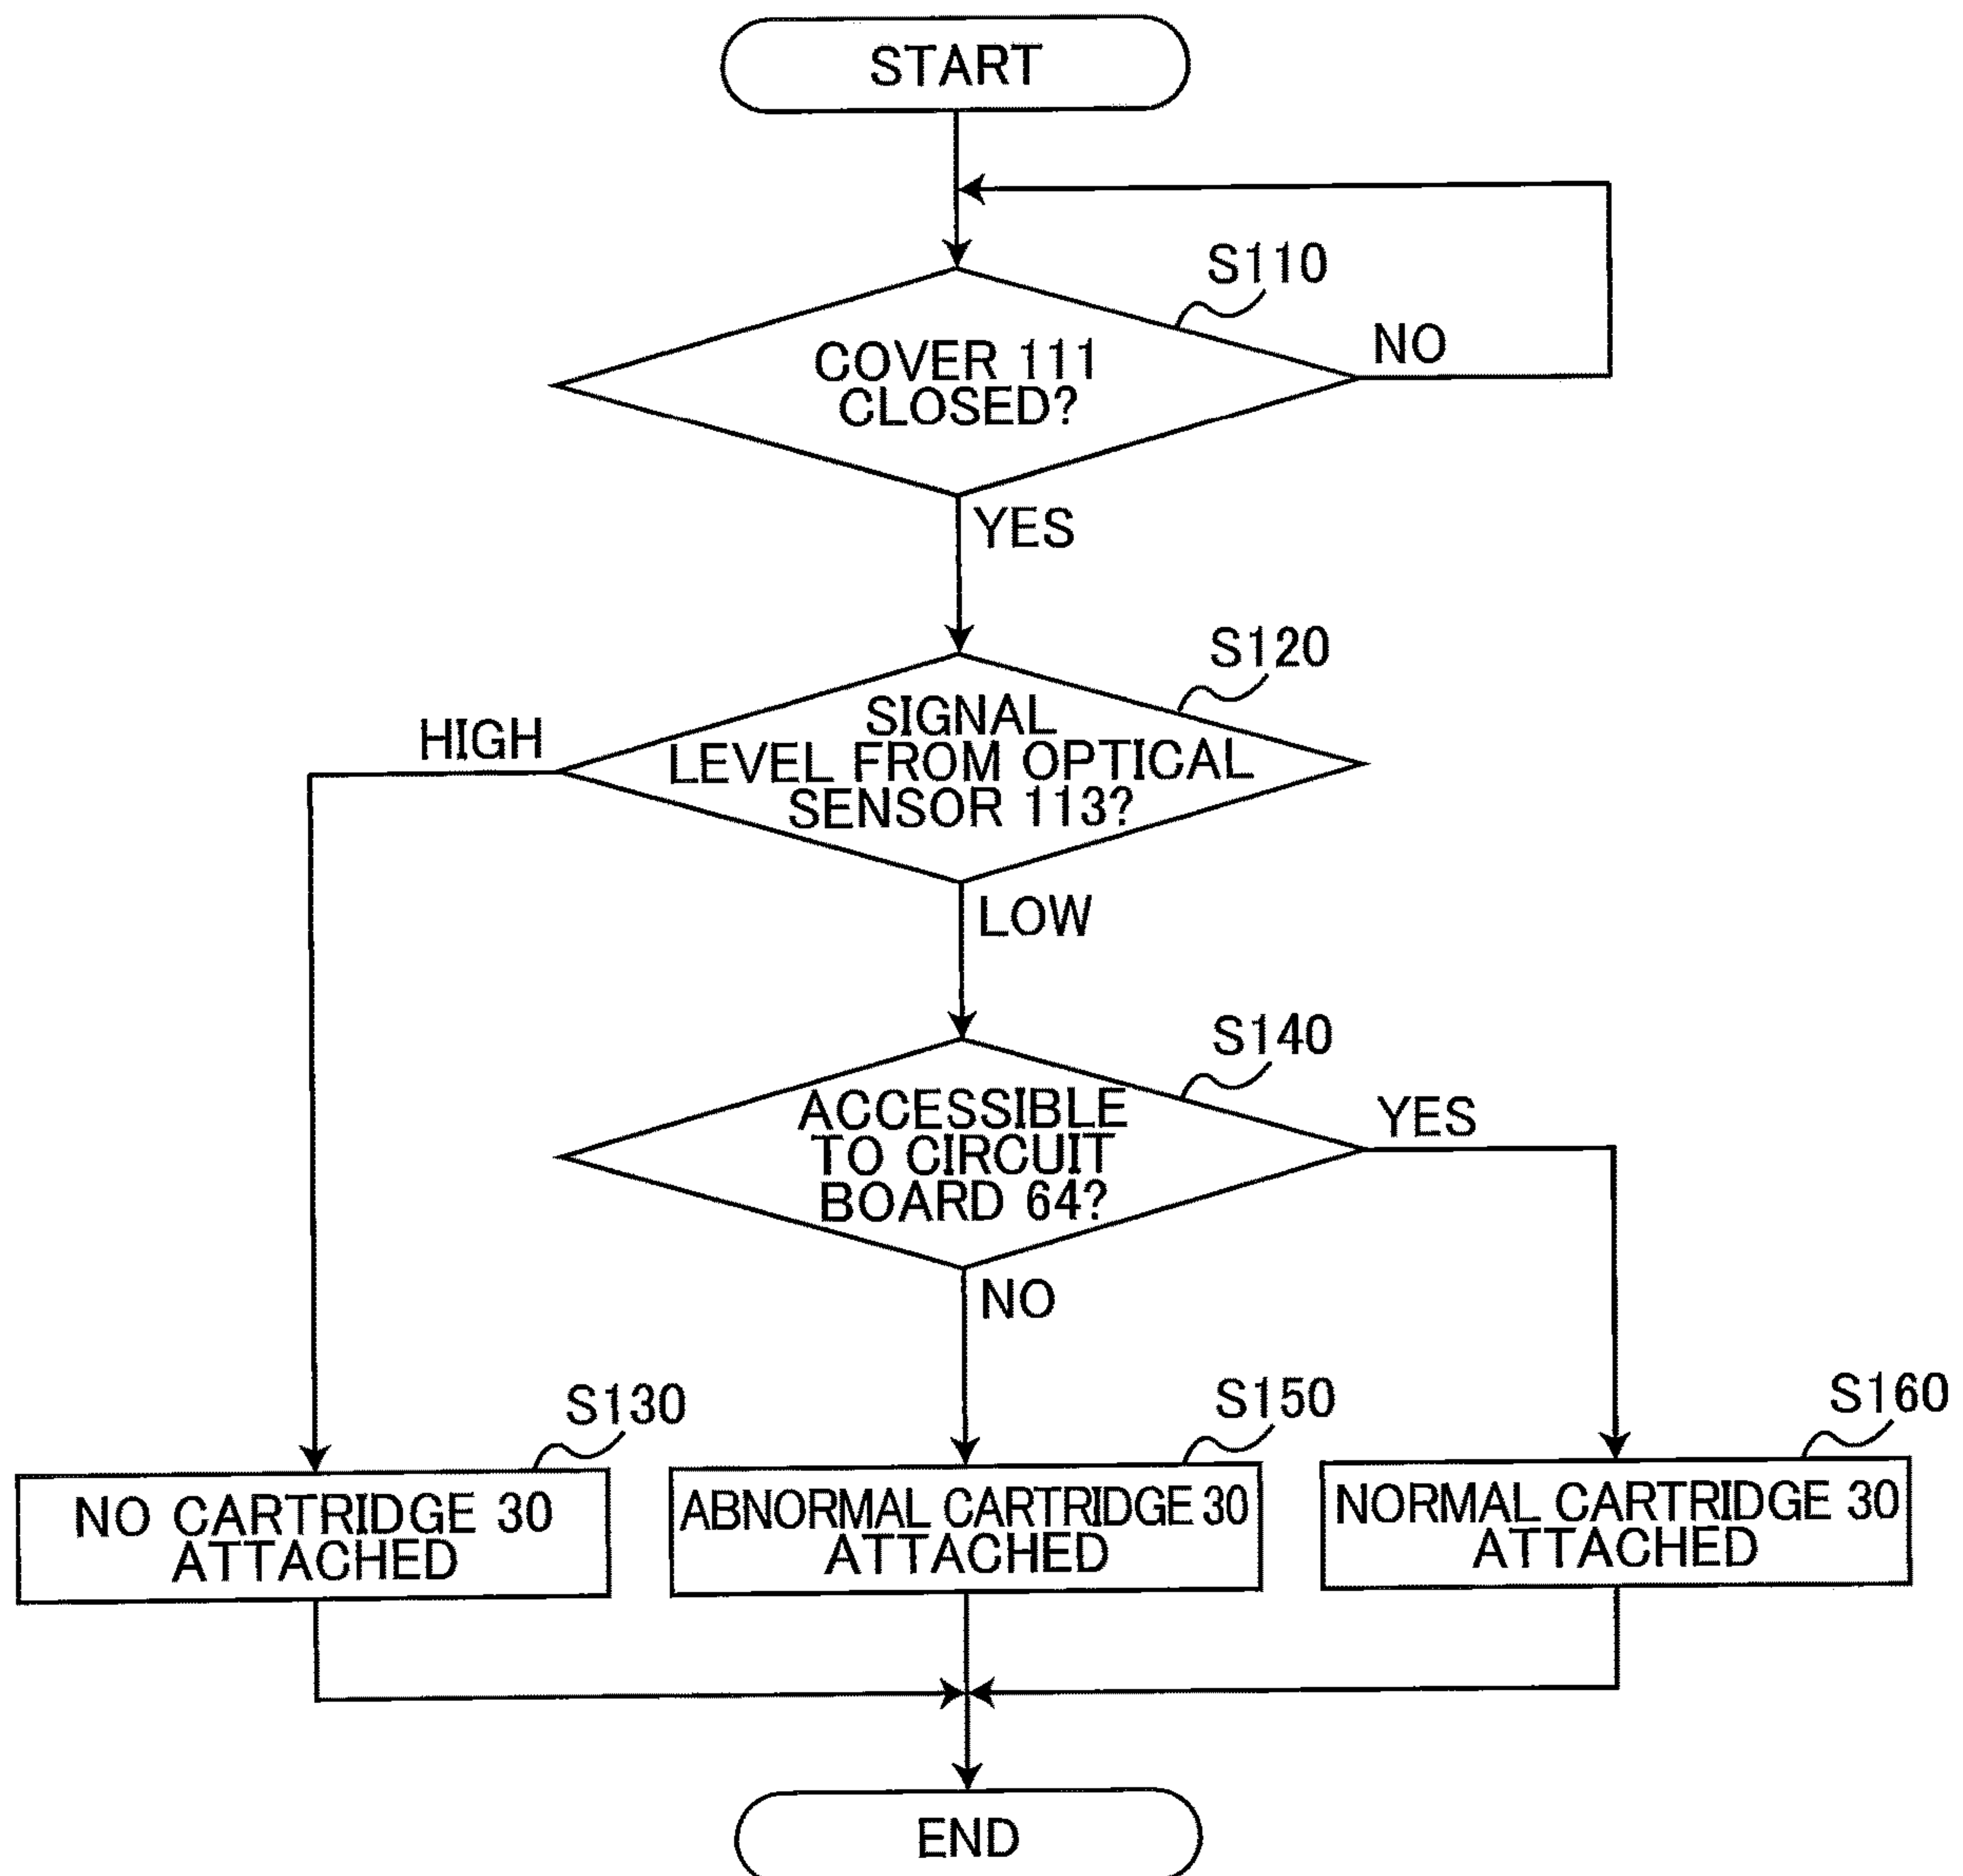 START
S110
COVER 111
CLOSED?
NO
YES
S120
SIGNAL
LEVEL FROM OPTICAL
SENSOR 113?
HIGH
LOW
S140
ACCESSIBLE
TO CIRCUIT
BOARD 64?
YES
NO
S130
NO CARTRIDGE 30
ATTACHED
S150
ABNORMAL CARTRIDGE 30
ATTACHED
S160
NORMAL CARTRIDGE 30
ATTACHED
END